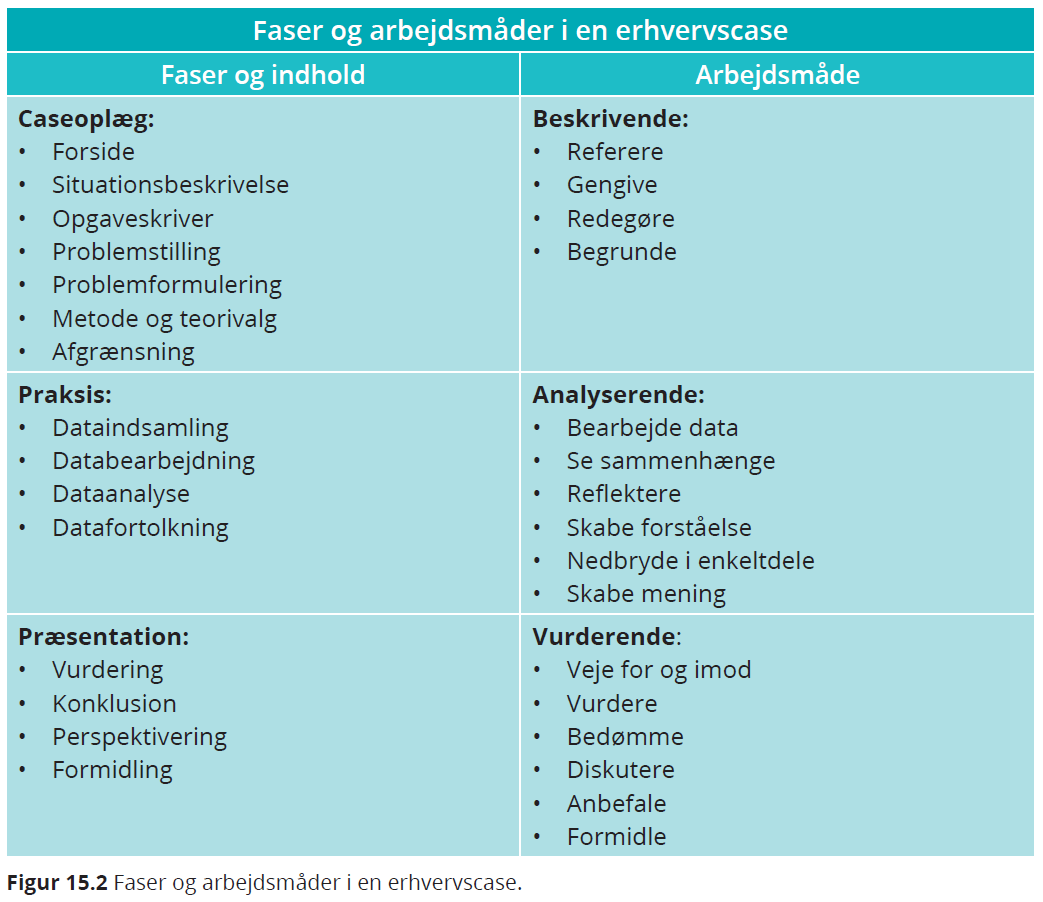 Faser og arbejdsmåder i en erhvervscase
Faser og indhold
Arbejdsmåde
Caseoplæg:
• Forside
• Situationsbeskrivelse
• Opgaveskriver
• Problemstilling
• Problemformulering
• Metode og teorivalg
• Afgrænsning
Beskrivende:
• Referere
• Gengive
• Redegøre
• Begrunde
Praksis:
• Dataindsamling
• Databearbejdning
• Dataanalyse
• Datafortolkning
Analyserende:
• Bearbejde data
• Se sammenhænge
• Reflektere
• Skabe forståelse
• Nedbryde i enkeltdele
• Skabe mening
Præsentation:
• Vurdering
• Konklusion
• Perspektivering
• Formidling
Vurderende:
• Veje for og imod
• Vurdere
• Bedømme
• Diskutere
• Anbefale
• Formidle
Figur 15.2 Faser og arbejdsmåder i en erhvervscase.